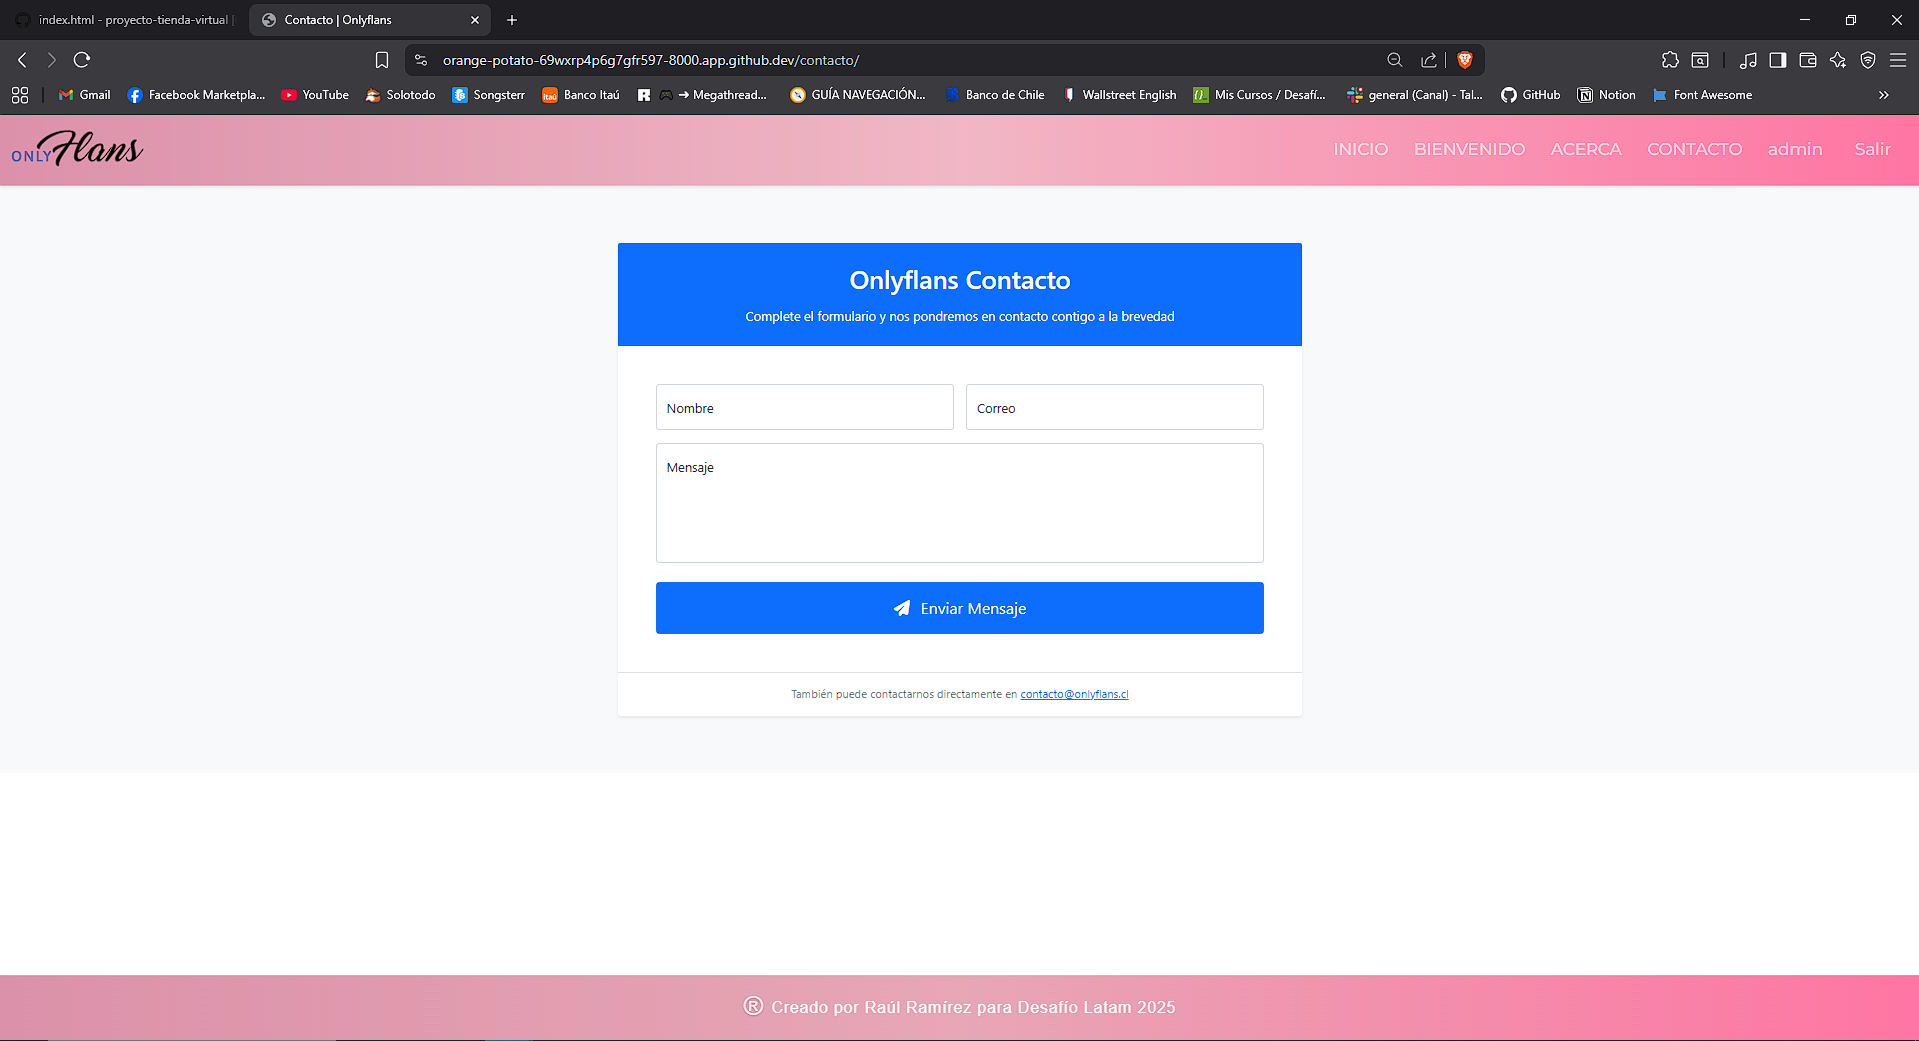 index.html - proyecto-tienda-virtual
Contacto | Onlyflans
orange-potato-69wxrp4p6g7gfr597-8000.app.github.dev/contacto/
Gmail
Facebook Marketpla...
YouTube
Solotodo
Songsterr
Banco Itaú
→ Megathread...
GUÍA NAVEGACIÓN...
Banco de Chile
Wallstreet English
Mis Cursos / Desafí...
general (Canal) - Tal...
GitHub
Notion
Font Awesome
ONLY Flans
INICIO
BIENVENIDO
ACERCA
CONTACTO
admin
Salir
Onlyflans Contacto
Complete el formulario y nos pondremos en contacto contigo a la brevedad
Nombre
Correo
Mensaje
Enviar Mensaje
También puede contactarnos directamente en contacto@onlyflans.cl
® Creado por Raúl Ramírez para Desafío Latam 2025